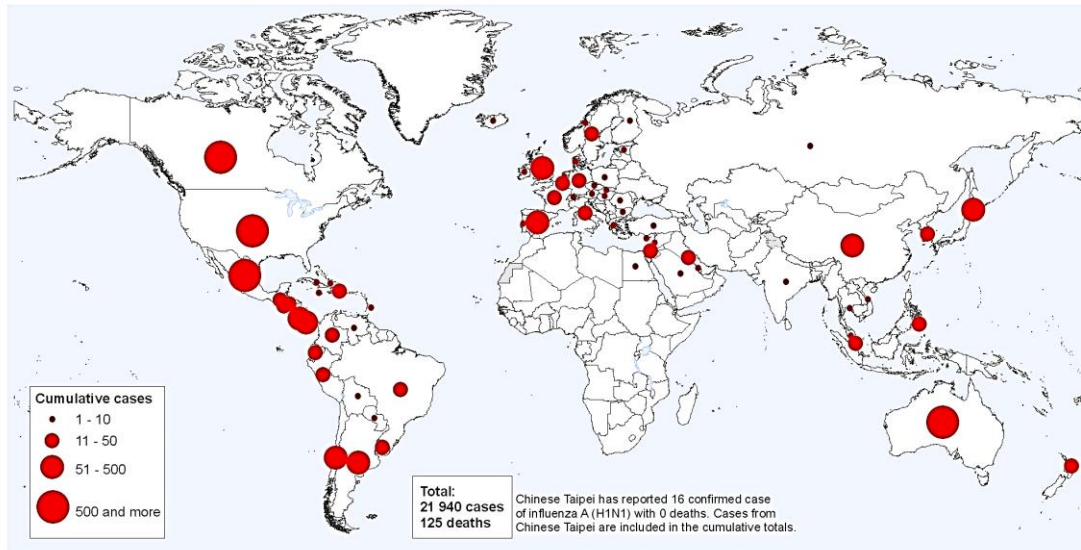 Cumulative cases
1 - 10
11 - 50
51 - 500
500 and more
Total:
21 940 cases
125 deaths
Chinese Taipei has reported 16 confirmed case
of influenza A (H1N1) with 0 deaths. Cases from
Chinese Taipei are included in the cumulative totals.